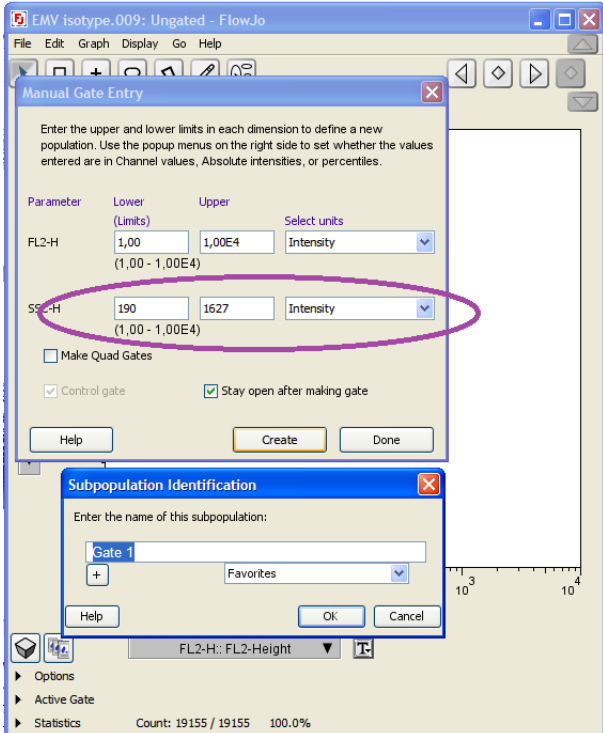 EMV isotype.009: Ungated - FlowJo
File Edit Graph Display Go Help
Manual Gate Entry
Enter the upper and lower limits in each dimension to define a new
population. Use the popup menus on the right side to set whether the values
entered are in Channel values, Absolute intensities, or percentiles.
Parameter Lower Upper
(Limits) Select units
FL2-H 1,00 1,00E4 Intensity
(1,00 - 1,00E4)
SSC-H 190 1627 Intensity
(1,00 - 1,00E4)
Make Quad Gates
Control gate Stay open after making gate
Help Create Done
Subpopulation Identification
Enter the name of this subpopulation:
Gate 1
+ Favorites
Help OK Cancel
10^3 10^4
FL2-H:: FL2-Height T
Options
Active Gate
Statistics Count: 19155 / 19155 100.0%